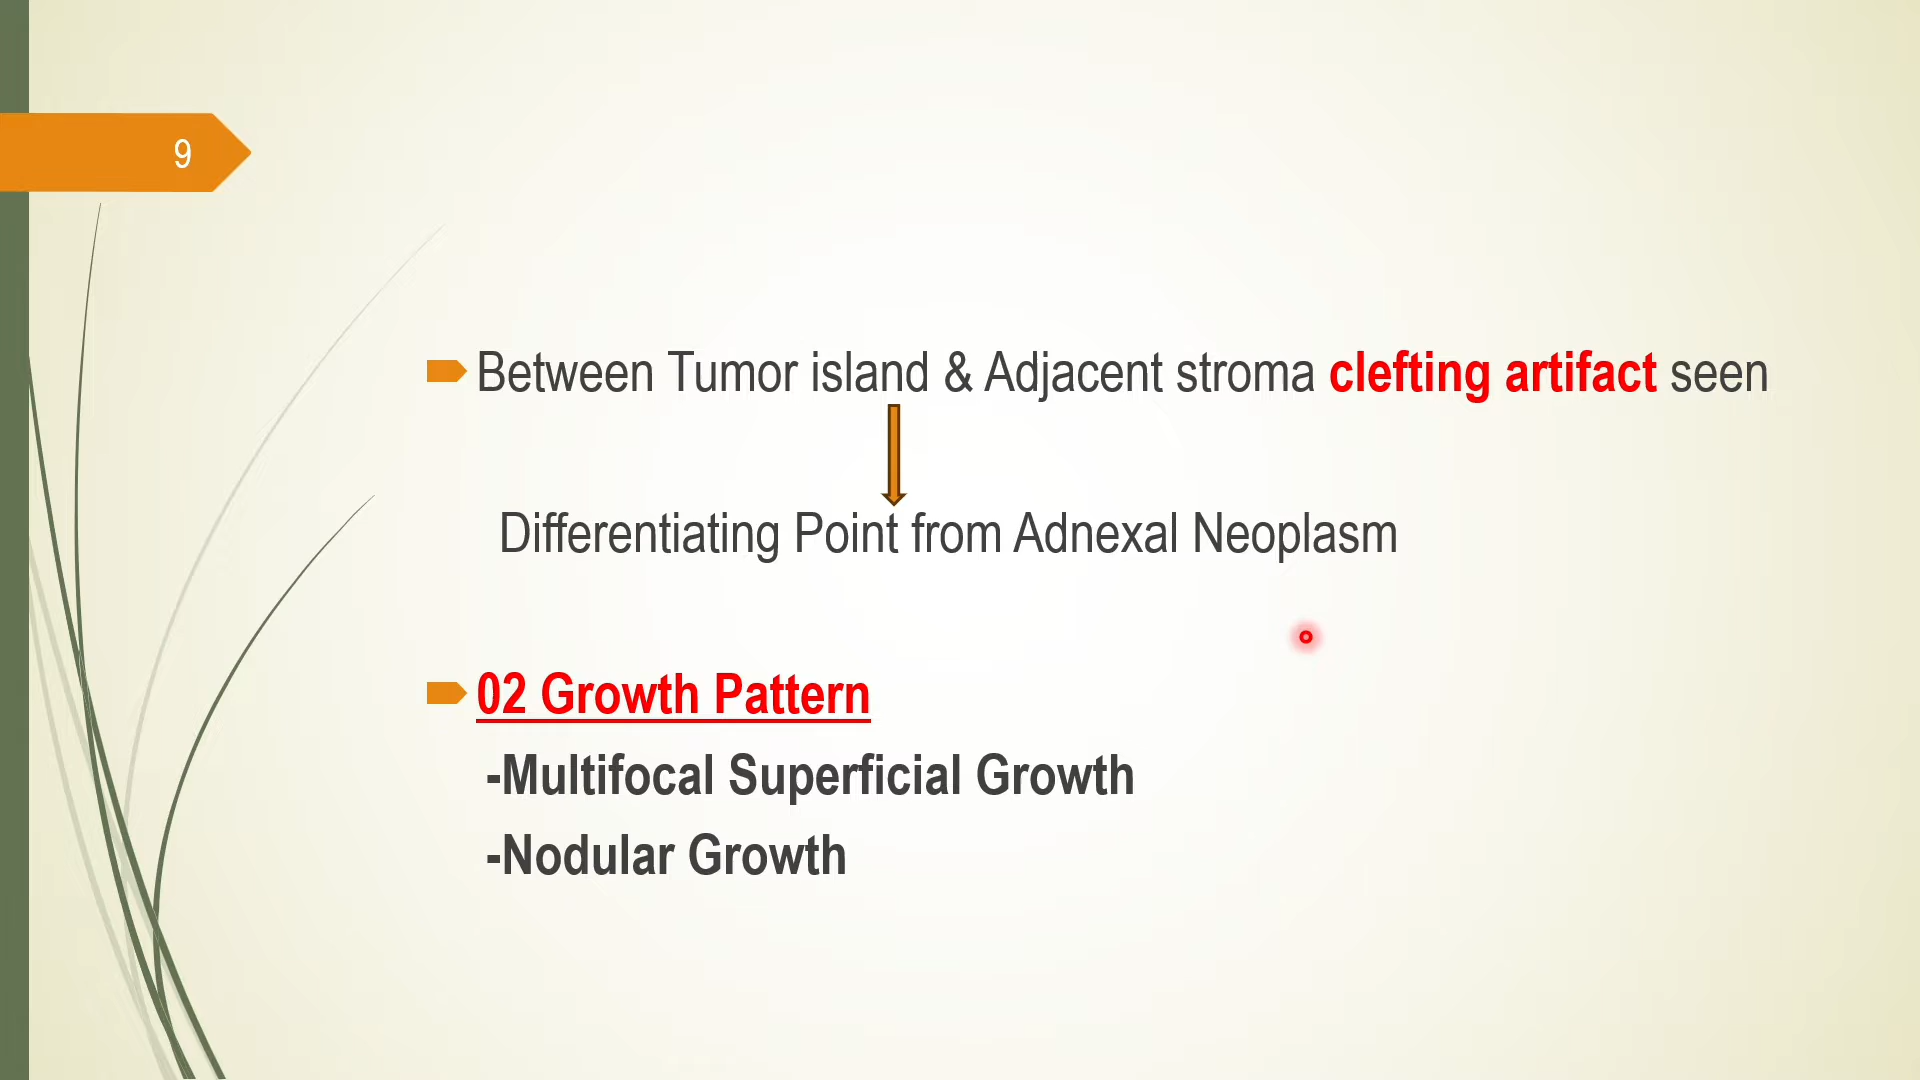 9
Between Tumor island & Adjacent stroma clefting artifact seen
Differentiating Point from Adnexal Neoplasm
02 Growth Pattern
-Multifocal Superficial Growth
-Nodular Growth